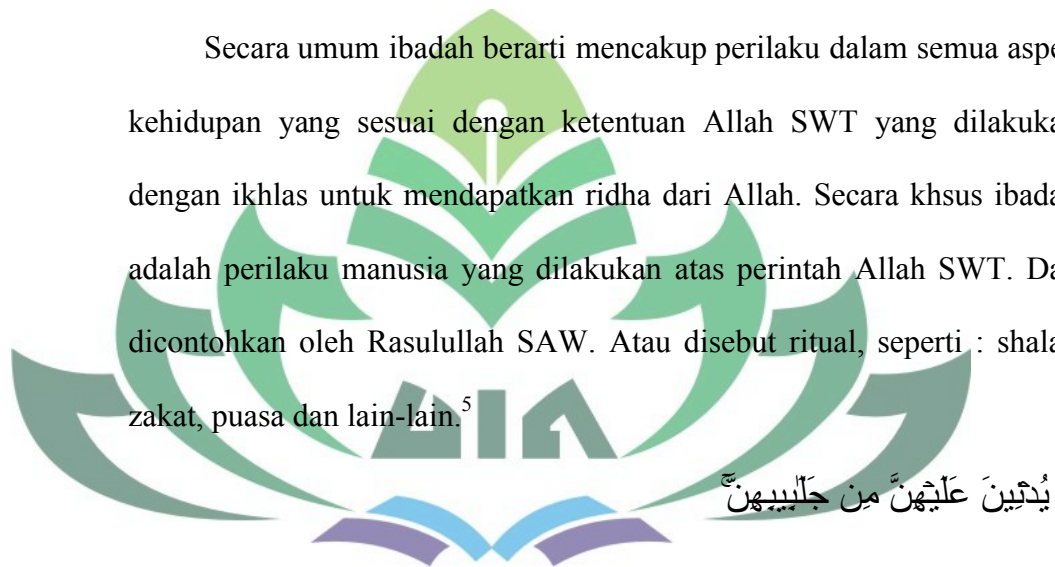 Secara umum ibadah berarti mencakup perilaku dalam semua aspe
kehidupan yang sesuai dengan ketentuan Allah SWT yang dilakuka
dengan ikhlas untuk mendapatkan ridha dari Allah. Secara khsus ibada
adalah perilaku manusia yang dilakukan atas perintah Allah SWT. Da
dicontohkan oleh Rasulullah SAW. Atau disebut ritual, seperti : shala
zakat, puasa dan lain-lain.5
UIN
يُدۡنِينَ عَلَيۡهِنَّ مِن جَلَٰبِيبِهِنَّۚ